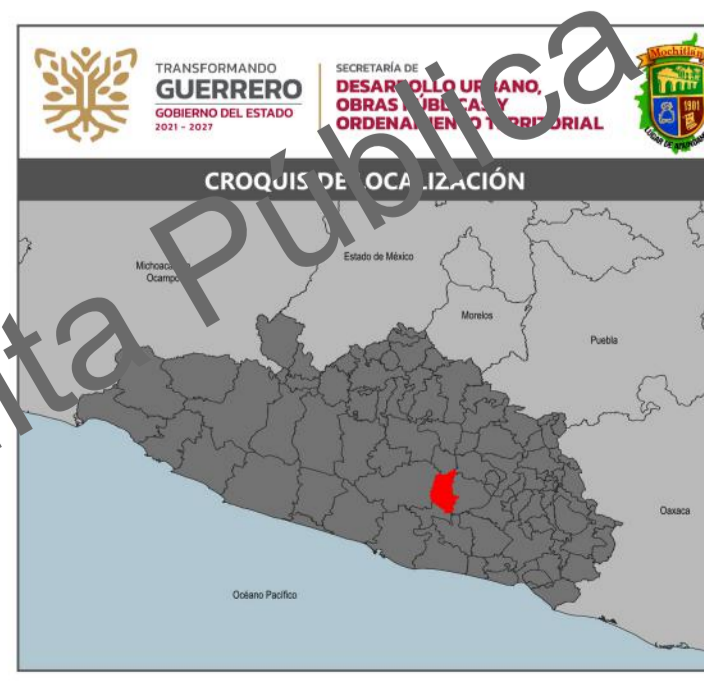 TRANSFORMANDO
GUERRERO
GOBIERNO DEL ESTADO
2021 - 2027
SECRETARÍA DE
DESARROLLO URBANO,
OBRAS PÚBLICAS Y
ORDENAMIENTO TERRITORIAL
Mochitlán
1901
LUGAR DE
CROQUIS DE LOCALIZACIÓN
Michoacán
Ocampo
Estado de México
Morelos
Puebla
Oaxaca
Océano Pacífico
Pública